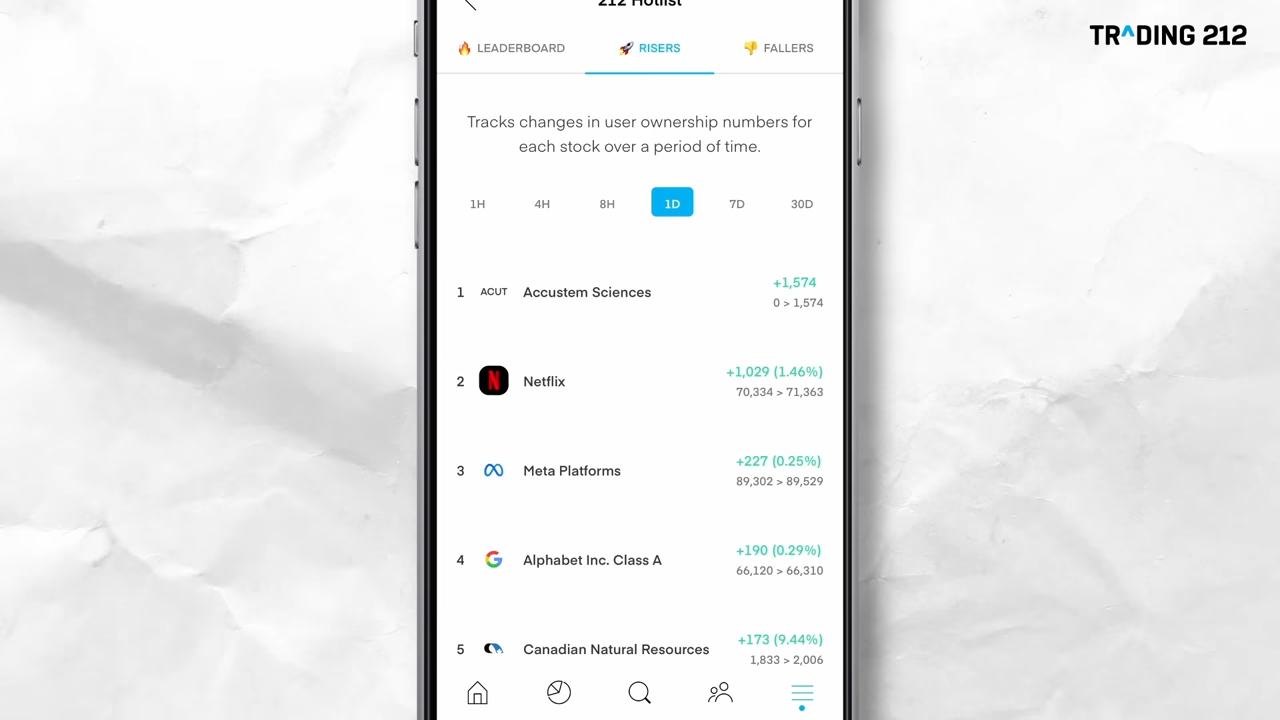 212 Hotlist
TRADING 212
🔥 LEADERBOARD
🚀 RISERS
👎 FALLERS
Tracks changes in user ownership numbers for
each stock over a period of time.
1H 4H 8H 1D 7D 30D
1 ACUT Accustem Sciences +1,574
0 > 1,574
2 N Netflix +1,029 (1.46%)
70,334 > 71,363
3 Meta Platforms +227 (0.25%)
89,302 > 89,529
4 G Alphabet Inc. Class A +190 (0.29%)
66,120 > 66,310
5 Canadian Natural Resources +173 (9.44%)
1,833 > 2,006